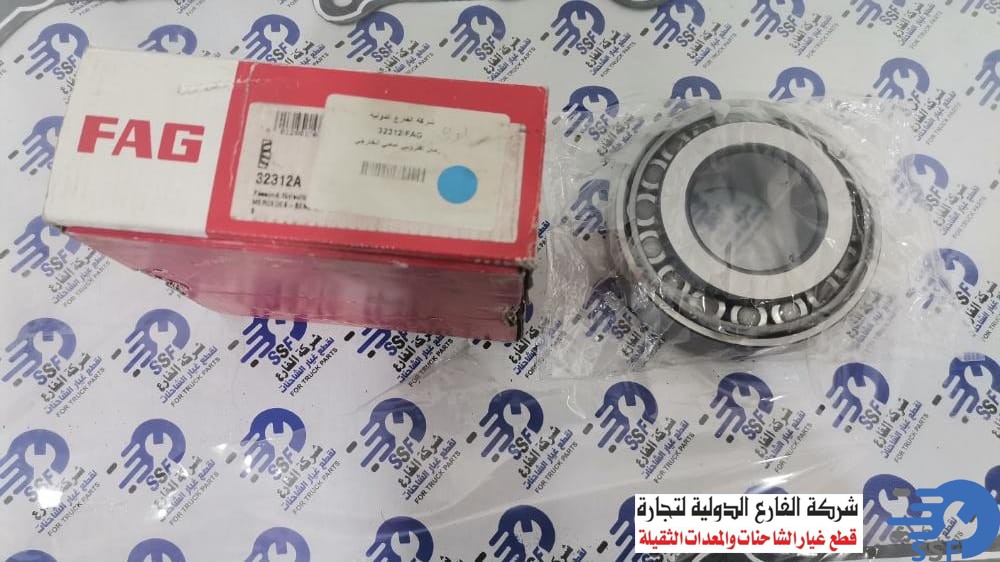 FAG
شركة الفارع الدولية
32312/FAG
32312A
شركة الفارع
لقطع غيار الشاحنات
FOR TRUCK PARTS
SSF
شركة الفارع الدولية لتجارة
قطع غيار الشاحنات والمعدات الثقيلة
SSF